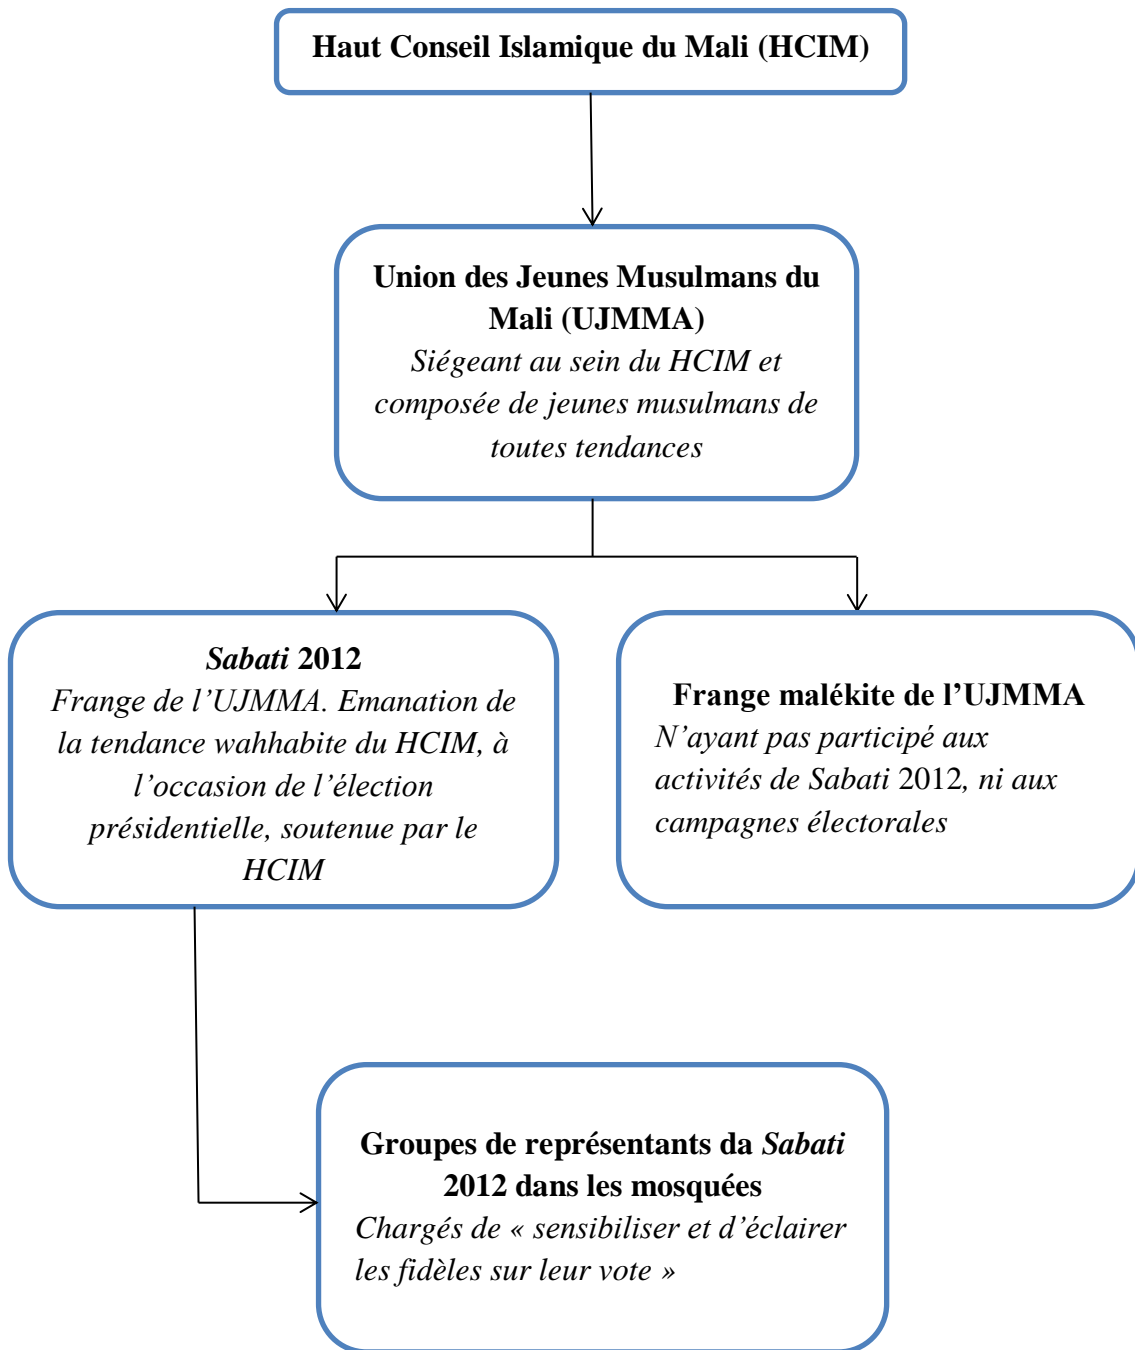 Haut Conseil Islamique du Mali (HCIM)
Union des Jeunes Musulmans du
Mali (UJMMA)
Siégeant au sein du HCIM et
composée de jeunes musulmans de
toutes tendances
Sabati 2012
Frange de l’UJMMA. Emanation de
la tendance wahhabite du HCIM, à
l’occasion de l’élection
présidentielle, soutenue par le
HCIM
Frange malékite de l’UJMMA
N’ayant pas participé aux
activités de Sabati 2012, ni aux
campagnes électorales
Groupes de représentants da Sabati
2012 dans les mosquées
Chargés de « sensibiliser et d’éclairer
les fidèles sur leur vote »